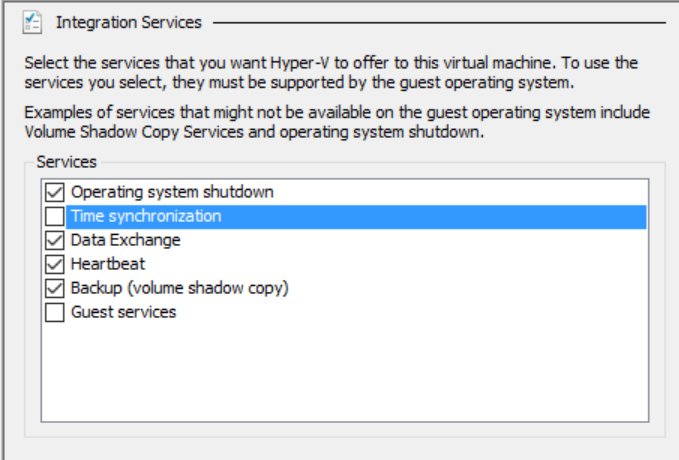 Integration Services
Select the services that you want Hyper-V to offer to this virtual machine. To use the
services you select, they must be supported by the guest operating system.
Examples of services that might not be available on the guest operating system include
Volume Shadow Copy Services and operating system shutdown.
Services
Operating system shutdown
Time synchronization
Data Exchange
Heartbeat
Backup (volume shadow copy)
Guest services